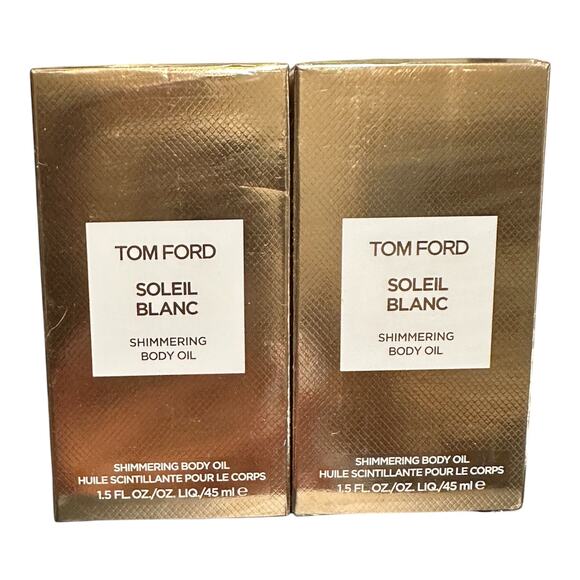 TOM FORD
SOLEIL
BLANC
SHIMMERING
BODY OIL
SHIMMERING BODY OIL
HUILE SCINTILLANTE POUR LE CORPS
1.5 FL. OZ./OZ. LIQ./45 ml ℮
TOM FORD
SOLEIL
BLANC
SHIMMERING
BODY OIL
SHIMMERING BODY OIL
HUILE SCINTILLANTE POUR LE CORPS
1.5 FL. OZ./OZ. LIQ./45 ml ℮